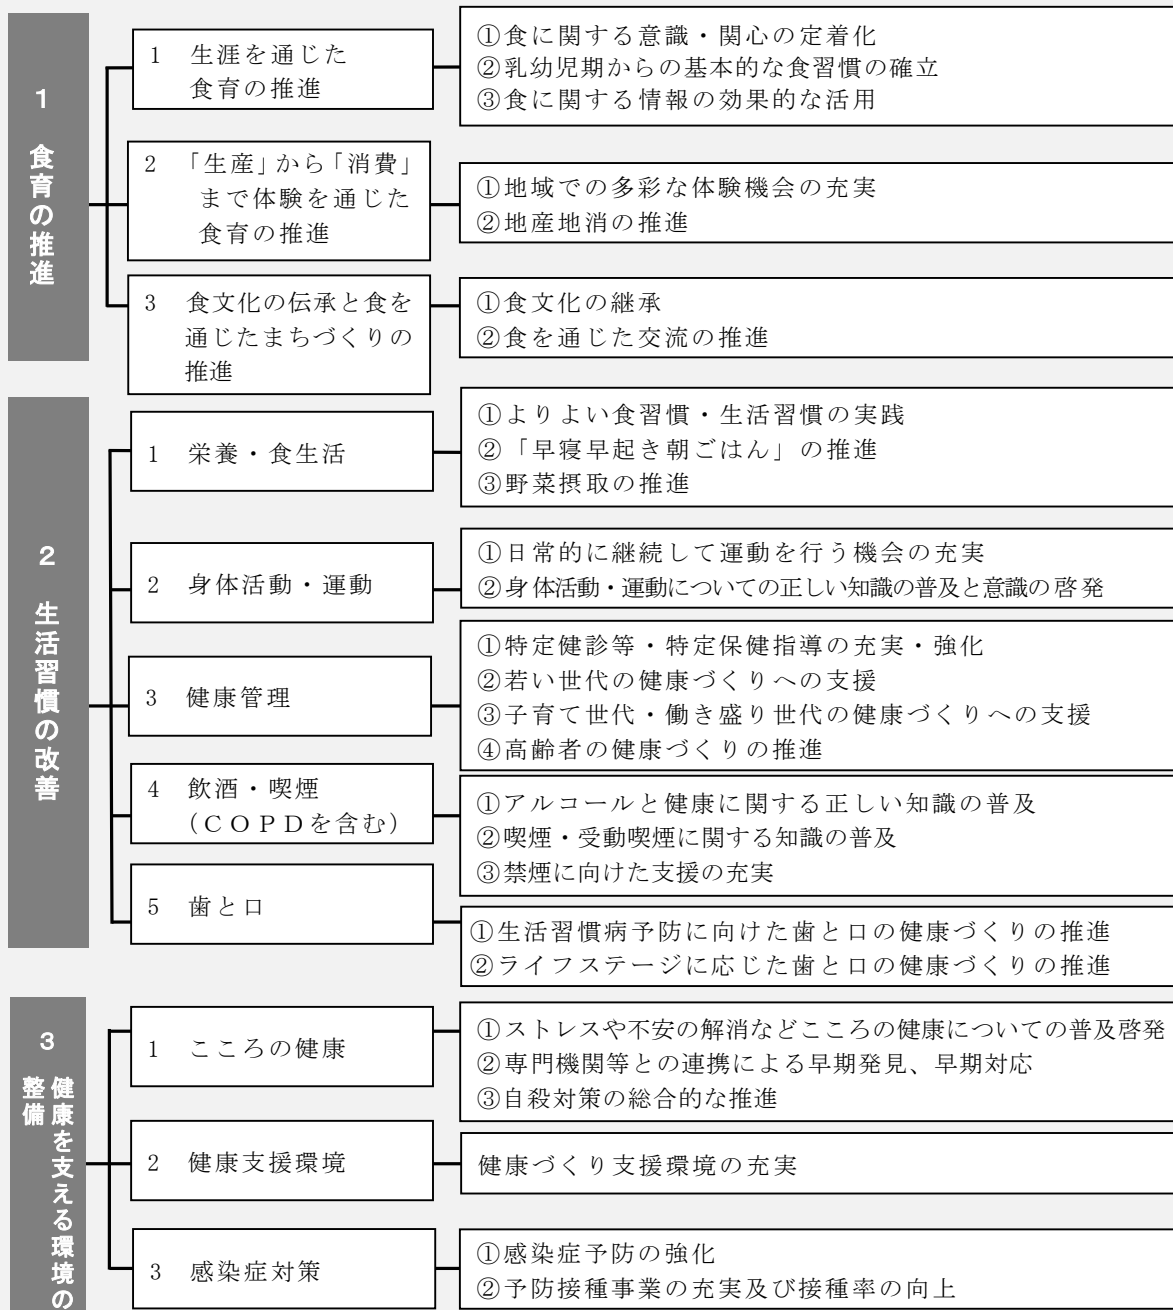 1 食育の推進
1 生涯を通じた
食育の推進
①食に関する意識・関心の定着化
②乳幼児期からの基本的な食習慣の確立
③食に関する情報の効果的な活用
2 「生産」から「消費」
まで体験を通じた
食育の推進
①地域での多彩な体験機会の充実
②地産地消の推進
3 食文化の伝承と食を
通じたまちづくりの
推進
①食文化の継承
②食を通じた交流の推進
2 生活習慣の改善
1 栄養・食生活
①よりよい食習慣・生活習慣の実践
②「早寝早起き朝ごはん」の推進
③野菜摂取の推進
2 身体活動・運動
①日常的に継続して運動を行う機会の充実
②身体活動・運動についての正しい知識の普及と意識の啓発
3 健康管理
①特定健診等・特定保健指導の充実・強化
②若い世代の健康づくりへの支援
③子育て世代・働き盛り世代の健康づくりへの支援
④高齢者の健康づくりの推進
4 飲酒・喫煙
(COPDを含む)
①アルコールと健康に関する正しい知識の普及
②喫煙・受動喫煙に関する知識の普及
③禁煙に向けた支援の充実
5 歯と口
①生活習慣病予防に向けた歯と口の健康づくりの推進
②ライフステージに応じた歯と口の健康づくりの推進
3 健康を支える環境の
整備
1 こころの健康
①ストレスや不安の解消などこころの健康についての普及啓発
②専門機関等との連携による早期発見、早期対応
③自殺対策の総合的な推進
2 健康支援環境
健康づくり支援環境の充実
3 感染症対策
①感染症予防の強化
②予防接種事業の充実及び接種率の向上